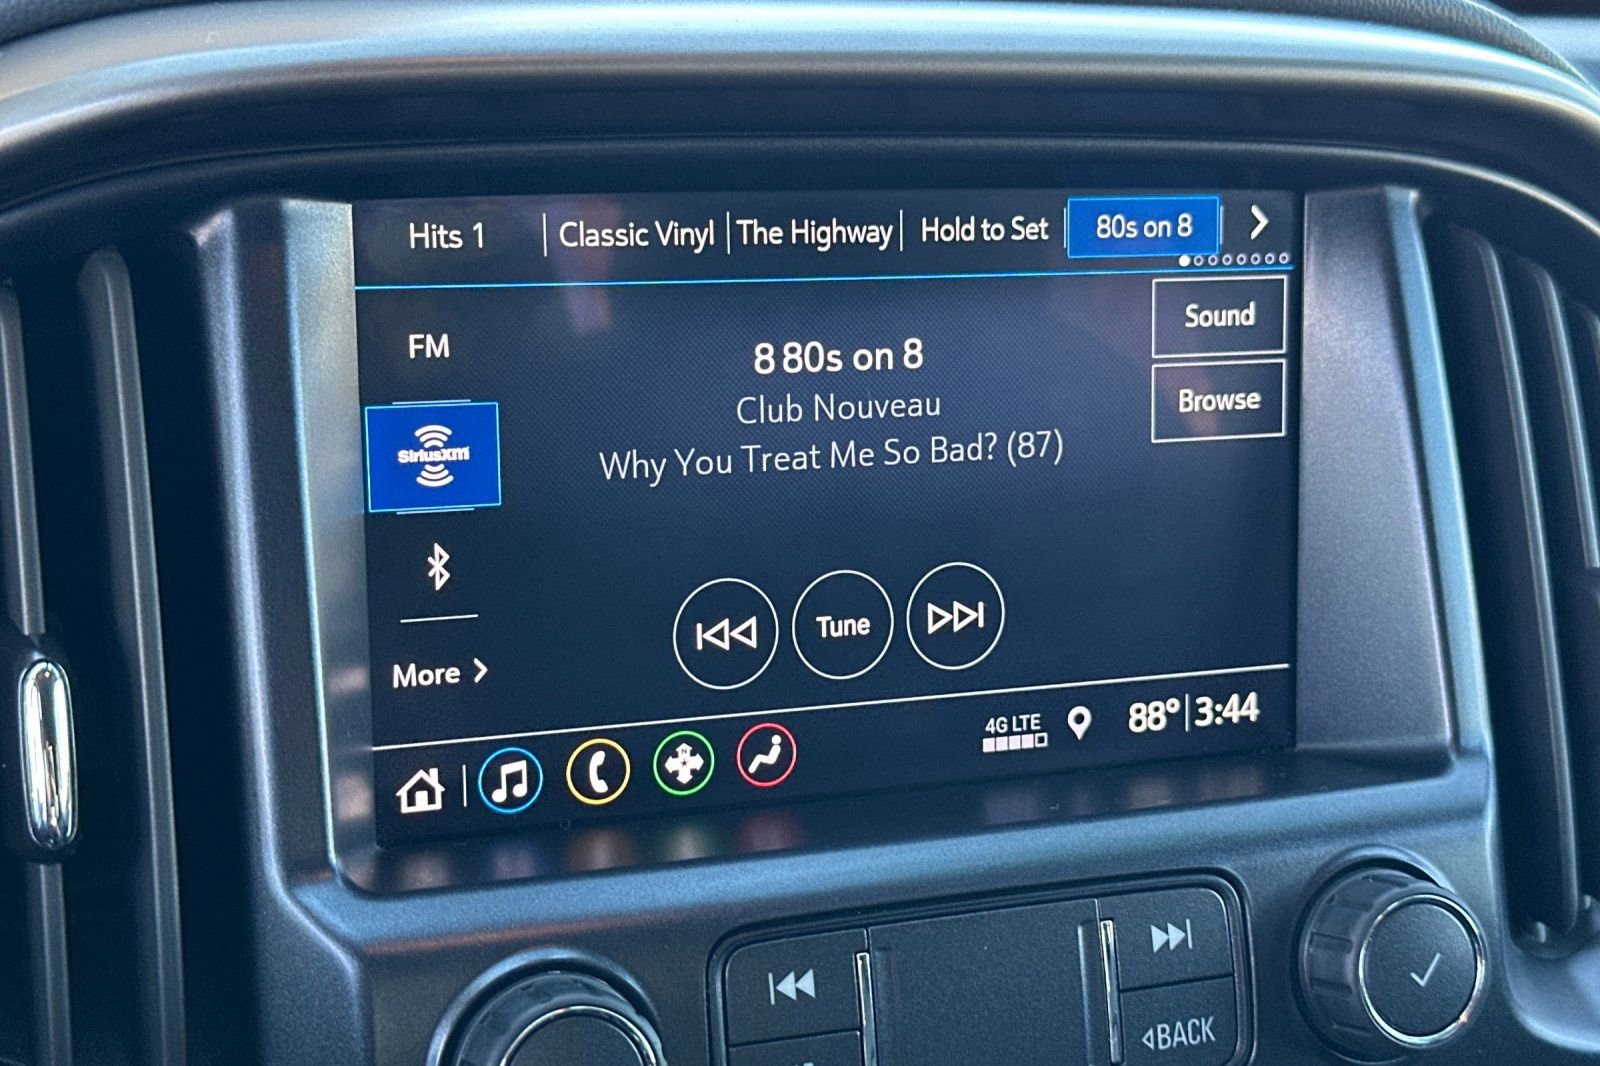 Hits 1 | Classic Vinyl | The Highway | Hold to Set | 80s on 8
Sound
FM
8 80s on 8
Browse
Club Nouveau
SiriusXM
Why You Treat Me So Bad? (87)
Tune
More
4G LTE
88° | 3:44
N
BACK